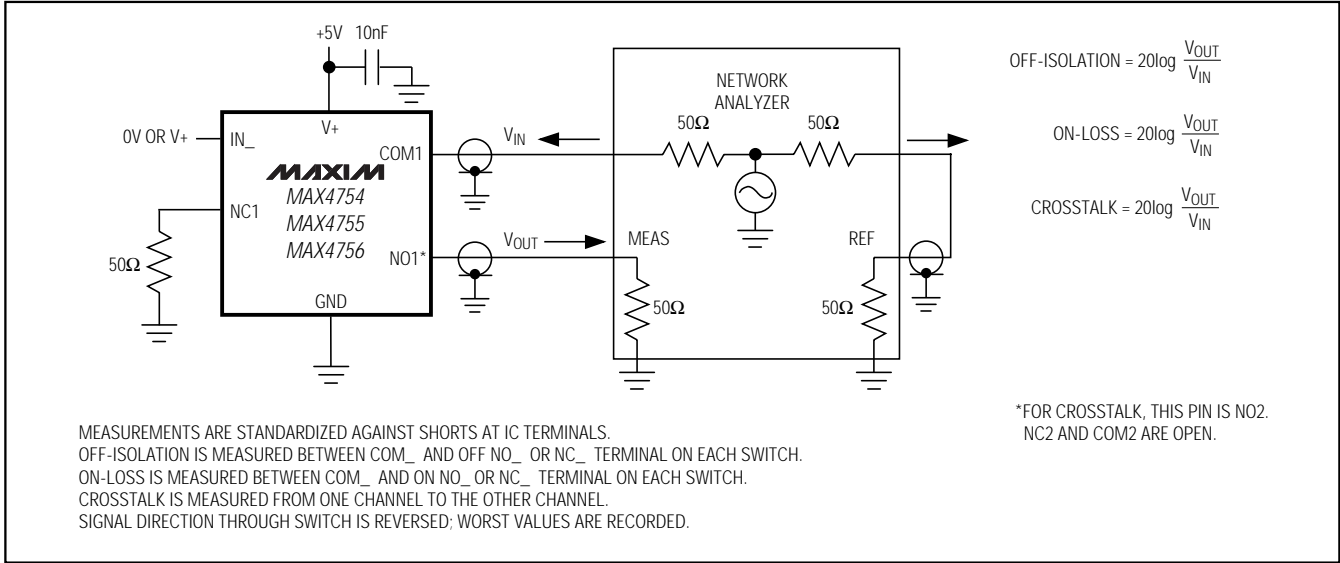 +5V 10nF
V+
0V OR V+
IN_
COM1
MAXIM
MAX4754
MAX4755
MAX4756
NC1
NO1*
GND
50Ω
VIN
VOUT
NETWORK
ANALYZER
50Ω 50Ω
MEAS REF
50Ω 50Ω
OFF-ISOLATION = 20log VOUT
VIN
ON-LOSS = 20log VOUT
VIN
CROSSTALK = 20log VOUT
VIN
*FOR CROSSTALK, THIS PIN IS NO2.
NC2 AND COM2 ARE OPEN.
MEASUREMENTS ARE STANDARDIZED AGAINST SHORTS AT IC TERMINALS.
OFF-ISOLATION IS MEASURED BETWEEN COM_ AND OFF NO_ OR NC_ TERMINAL ON EACH SWITCH.
ON-LOSS IS MEASURED BETWEEN COM_ AND ON NO_ OR NC_ TERMINAL ON EACH SWITCH.
CROSSTALK IS MEASURED FROM ONE CHANNEL TO THE OTHER CHANNEL.
SIGNAL DIRECTION THROUGH SWITCH IS REVERSED; WORST VALUES ARE RECORDED.